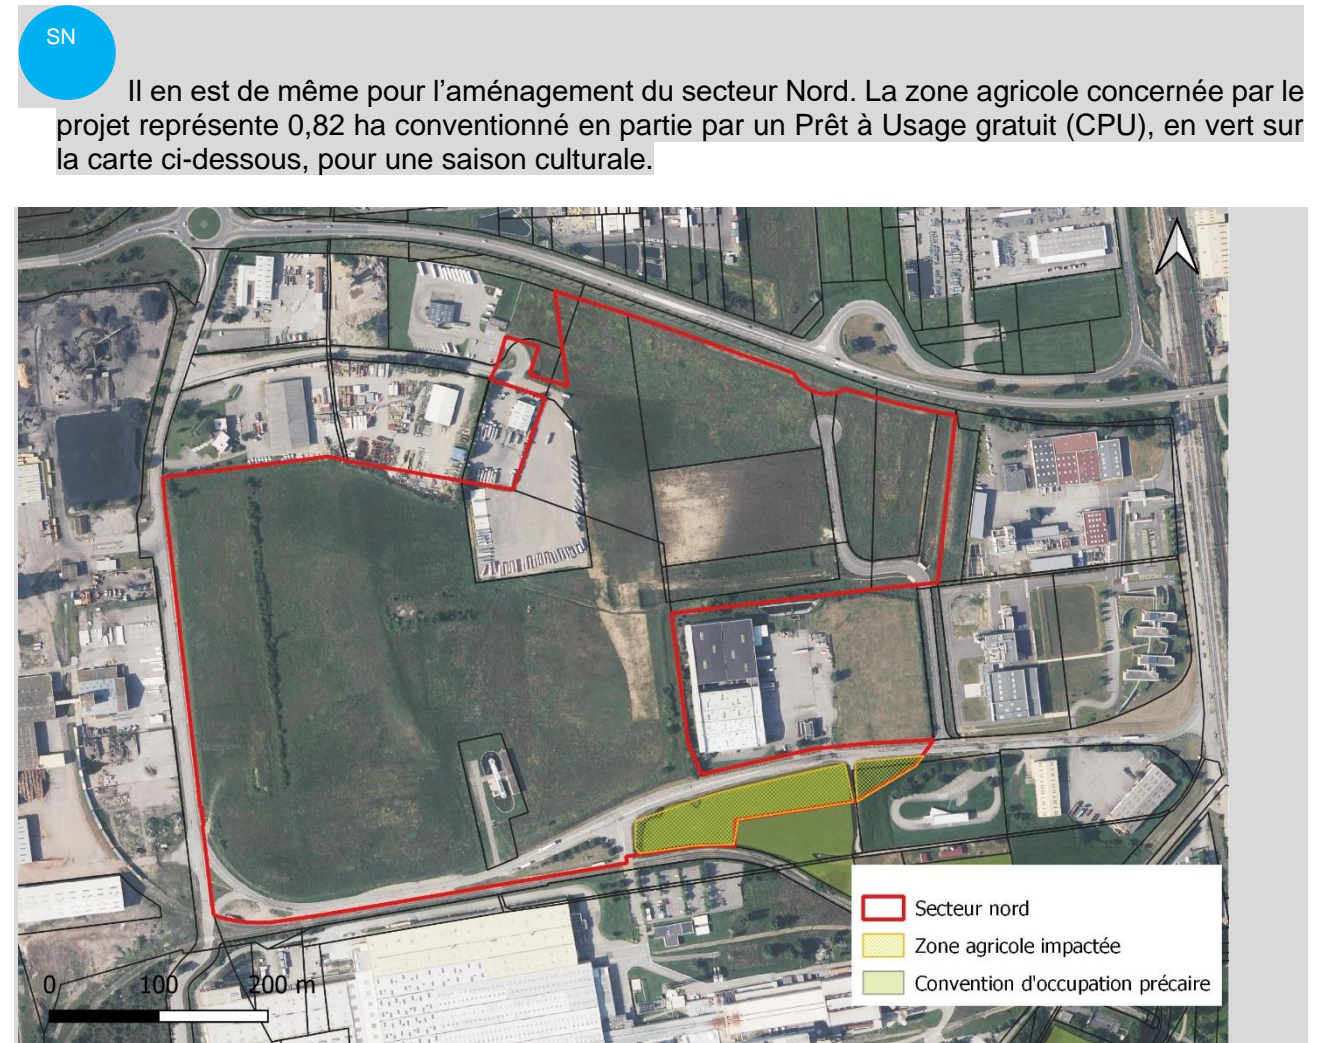 SN
Il en est de même pour l’aménagement du secteur Nord. La zone agricole concernée par le
projet représente 0,82 ha conventionné en partie par un Prêt à Usage gratuit (CPU), en vert sur
la carte ci-dessous, pour une saison culturale.
Secteur nord
Zone agricole impactée
Convention d'occupation précaire
0 100 200 m